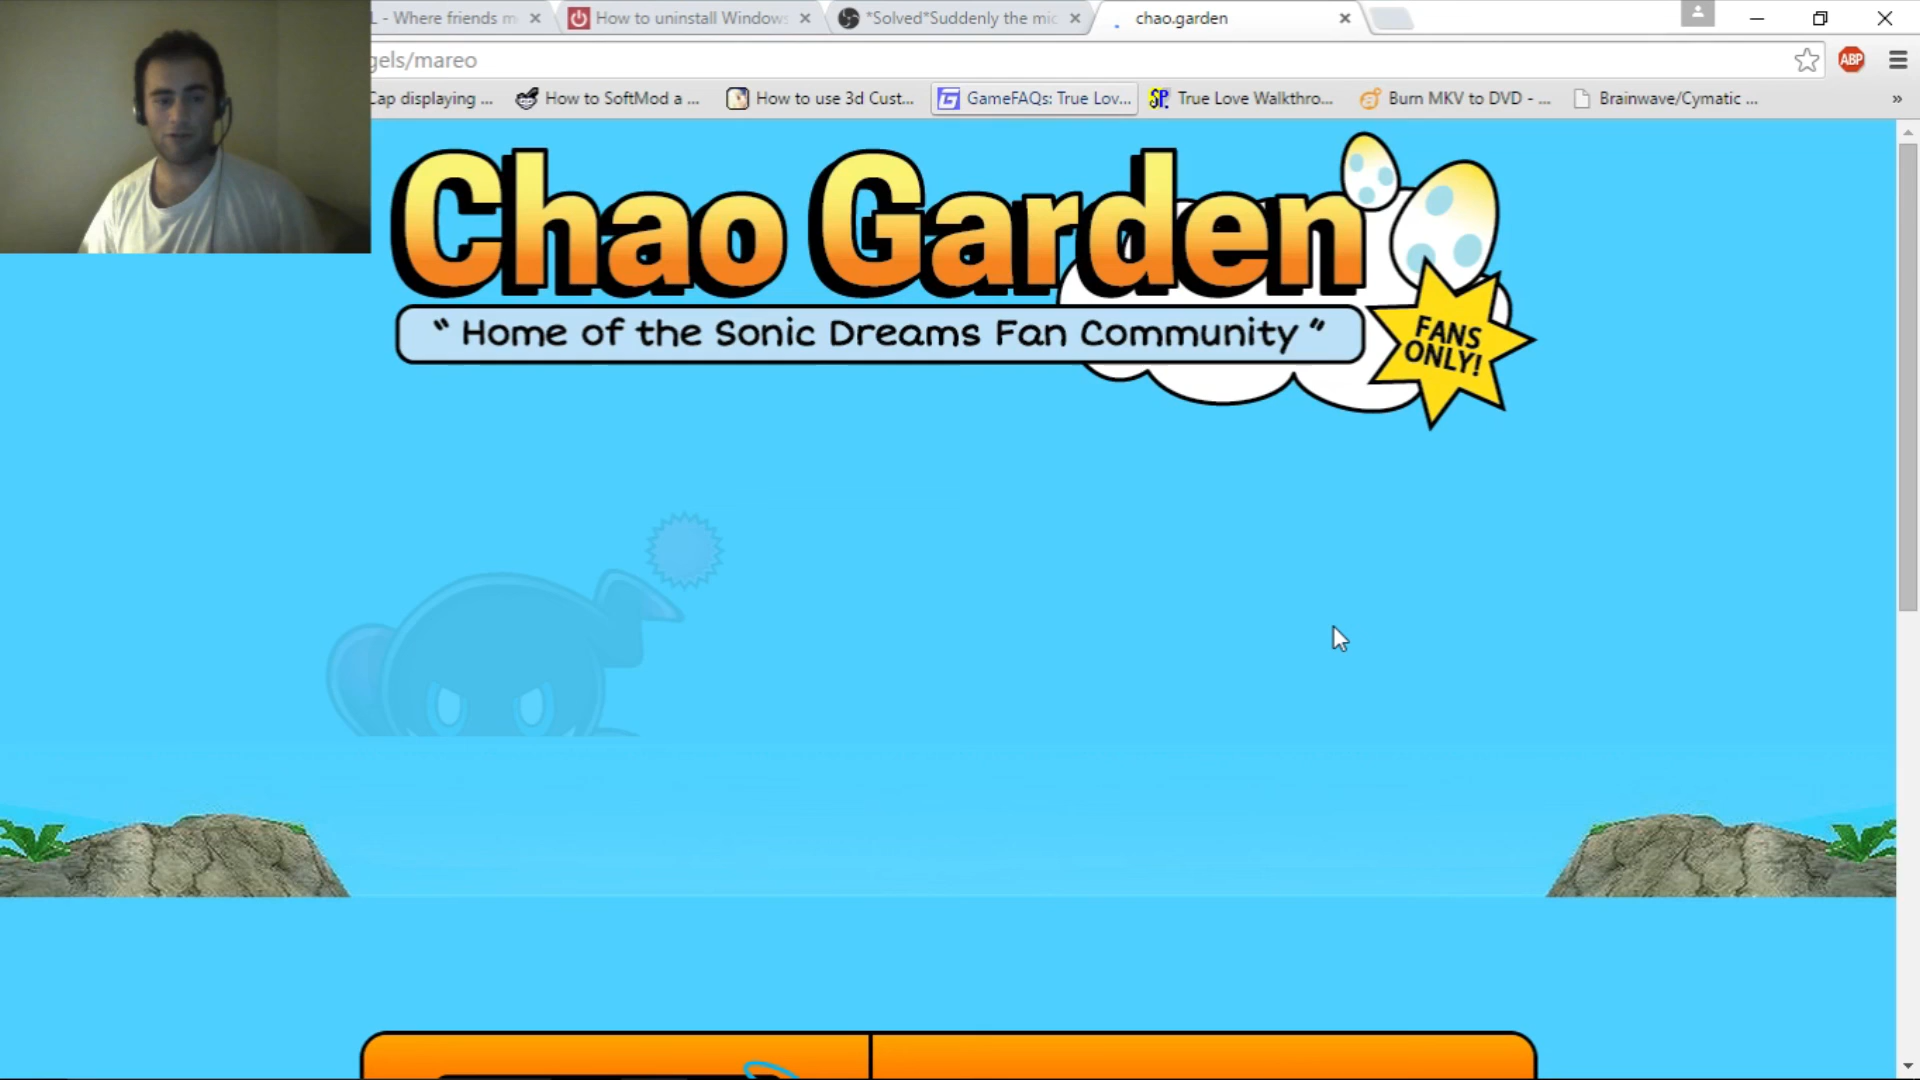 L - Where friends m
How to uninstall Windows
*Solved*Suddenly the mic
chao.garden
gels/mareo
ABP
Cap displaying ...
How to SoftMod a ...
How to use 3d Cust...
GameFAQs: True Lov...
SP
True Love Walkthro...
Burn MKV to DVD - ...
Brainwave/Cymatic ...
»
Chao Garden
" Home of the Sonic Dreams Fan Community "
FANS
ONLY!